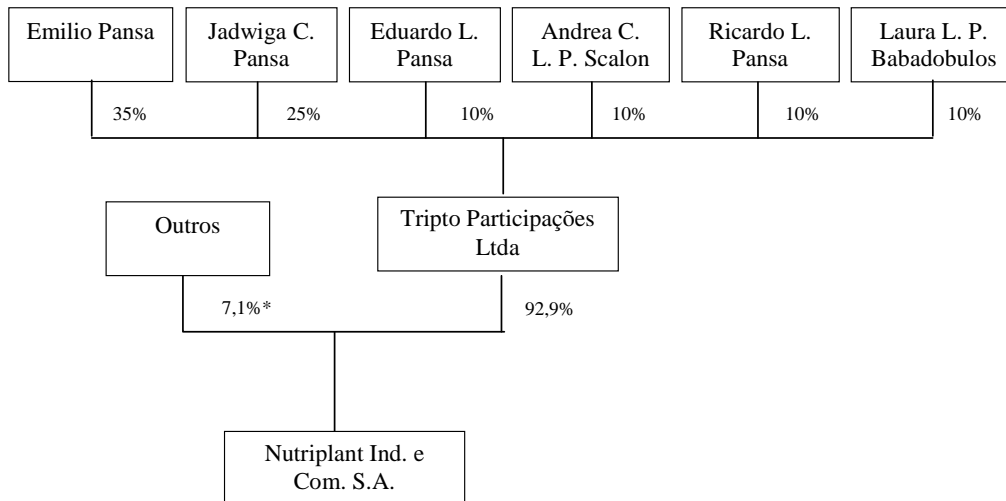 Emilio Pansa
Jadwiga C.
Pansa
Eduardo L.
Pansa
Andrea C.
L. P. Scalon
Ricardo L.
Pansa
Laura L. P.
Babadobulos
35%
25%
10%
10%
10%
10%
Outros
Tripto Participações
Ltda
7,1%*
92,9%
Nutriplant Ind. e
Com. S.A.